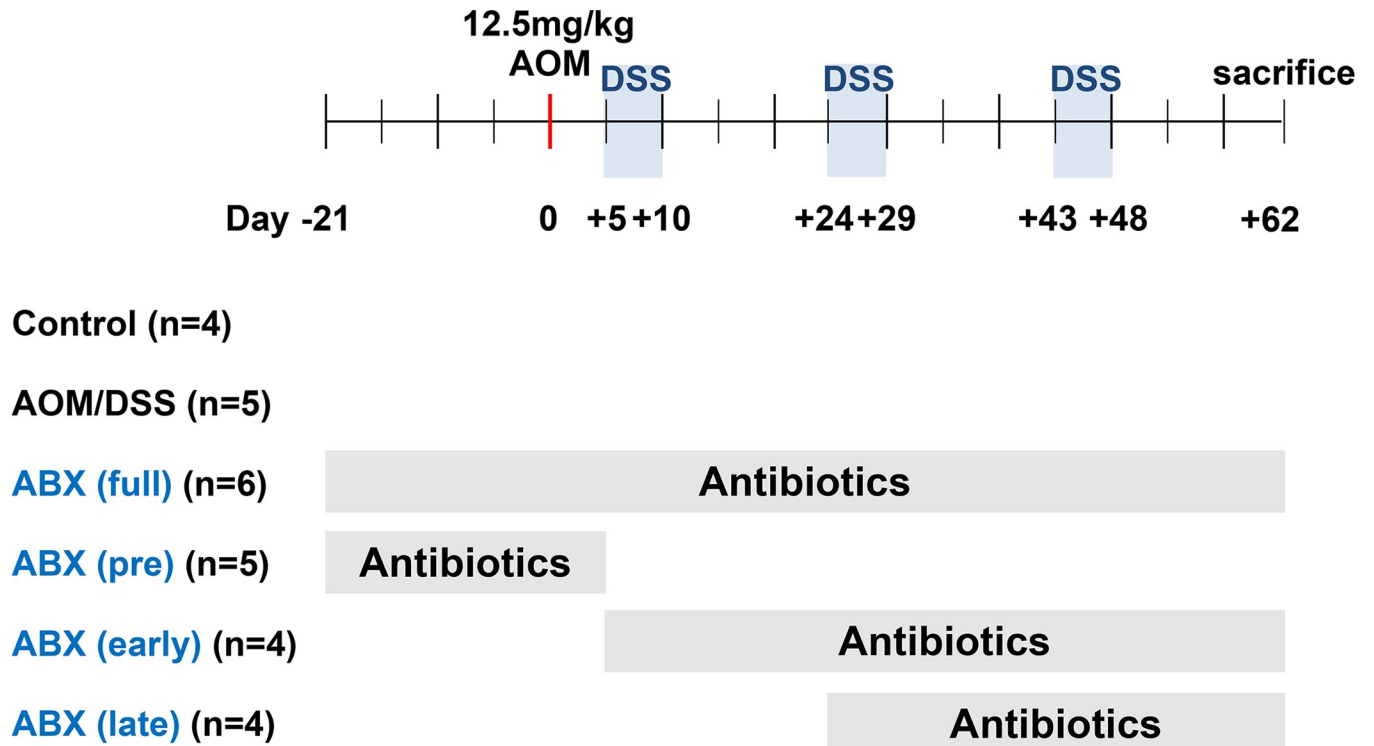 12.5mg/kg
AOM
DSS DSS DSS sacrifice
Day -21 0 +5 +10 +24 +29 +43 +48 +62
Control (n=4)
AOM/DSS (n=5)
ABX (full) (n=6) Antibiotics
ABX (pre) (n=5) Antibiotics
ABX (early) (n=4) Antibiotics
ABX (late) (n=4) Antibiotics